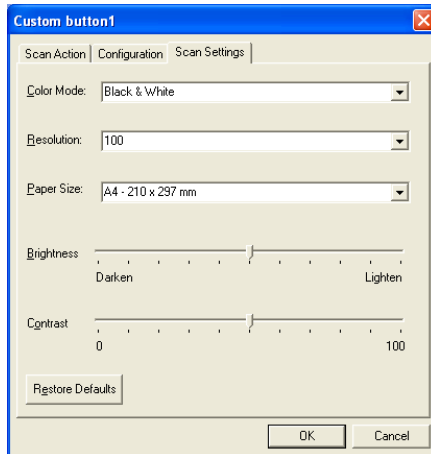 Custom button1
Scan Action Configuration Scan Settings
Color Mode: Black & White
Resolution: 100
Paper Size: A4 - 210 x 297 mm
Brightness
Darken Lighten
Contrast
0 100
Restore Defaults
OK Cancel